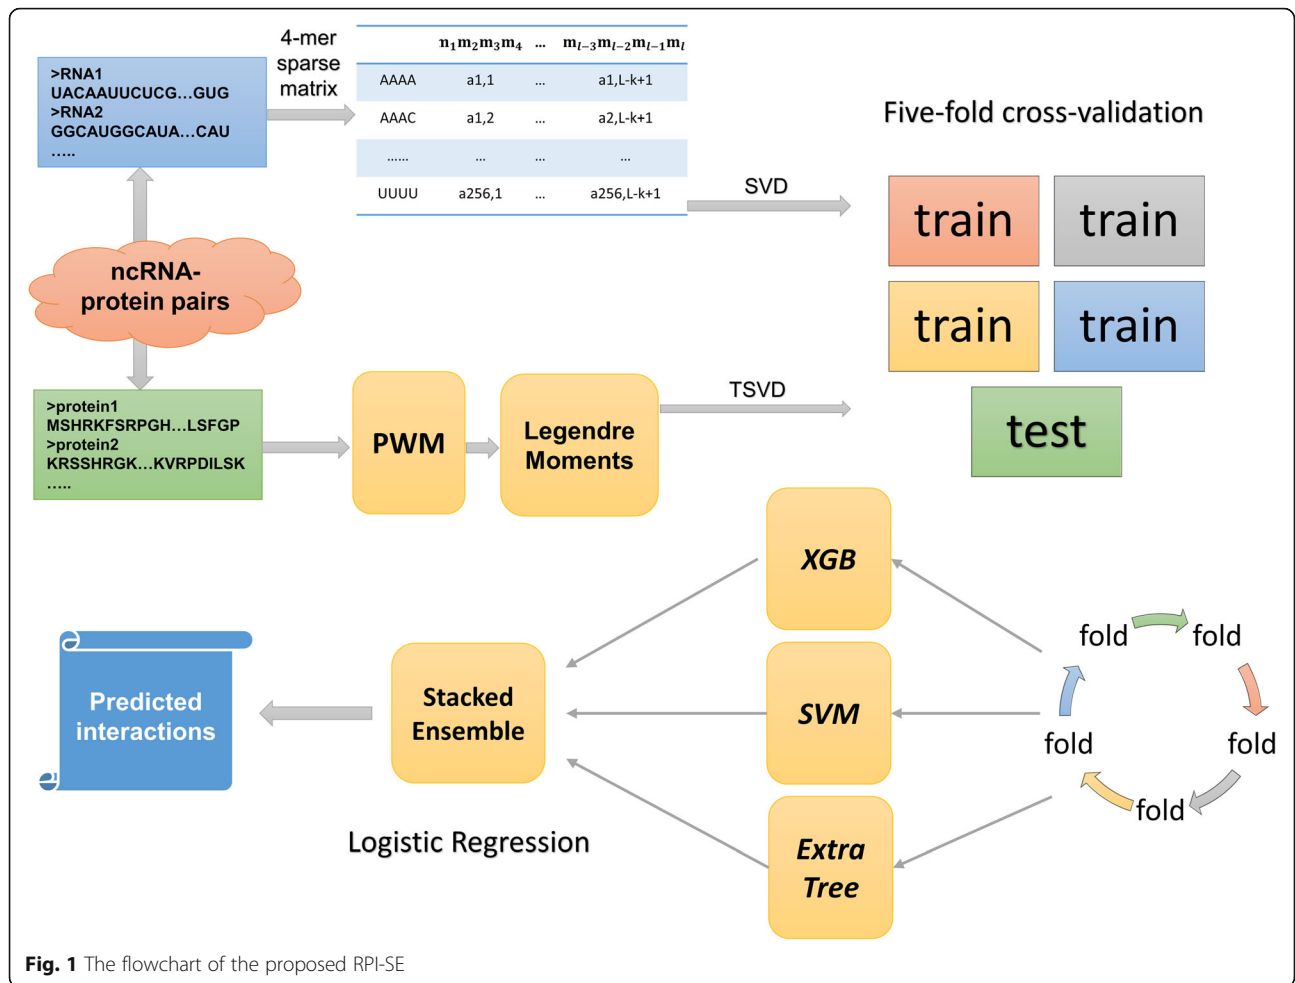 >RNA1
UACAAUUCUCG...GUG
>RNA2
GGCAUGGCAUA...CAU
.....
4-mer
sparse
matrix
m₁m₂m₃m₄ ... mₗ₋₃mₗ₋₂mₗ₋₁mₗ
AAAA a1,1 ... a1,L-k+1
AAAC a1,2 ... a2,L-k+1
...... ... ... ...
UUUU a256,1 ... a256,L-k+1
SVD
Five-fold cross-validation
train train
train train
test
ncRNA-
protein pairs
>protein1
MSHRKFSRPGH...LSFGP
>protein2
KRSSHRGK...KVRPDILSK
.....
PWM
Legendre
Moments
TSVD
XGB
SVM
Extra
Tree
fold fold
fold fold
fold
Stacked
Ensemble
Logistic Regression
Predicted
interactions
Fig. 1 The flowchart of the proposed RPI-SE